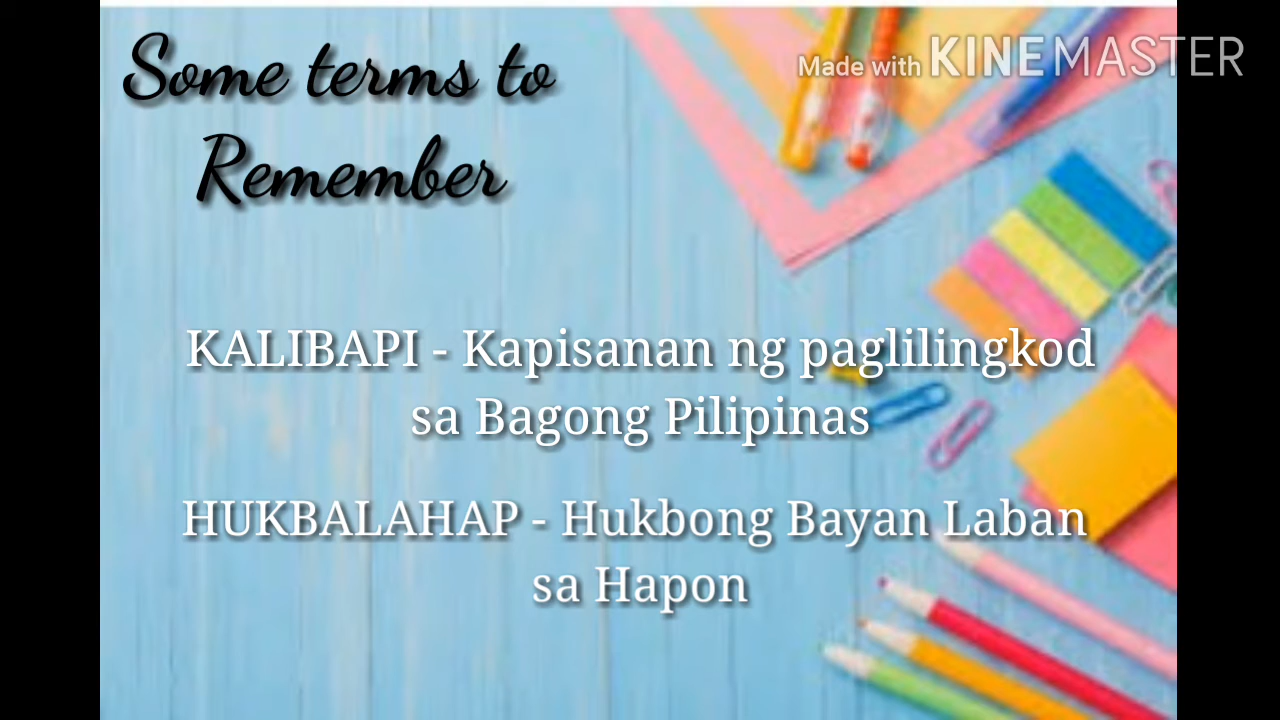 Some terms to
Made with KINEMASTER
Remember
KALIBAPI - Kapisanan ng paglilingkod
sa Bagong Pilipinas
HUKBALAHAP - Hukbong Bayan Laban
sa Hapon